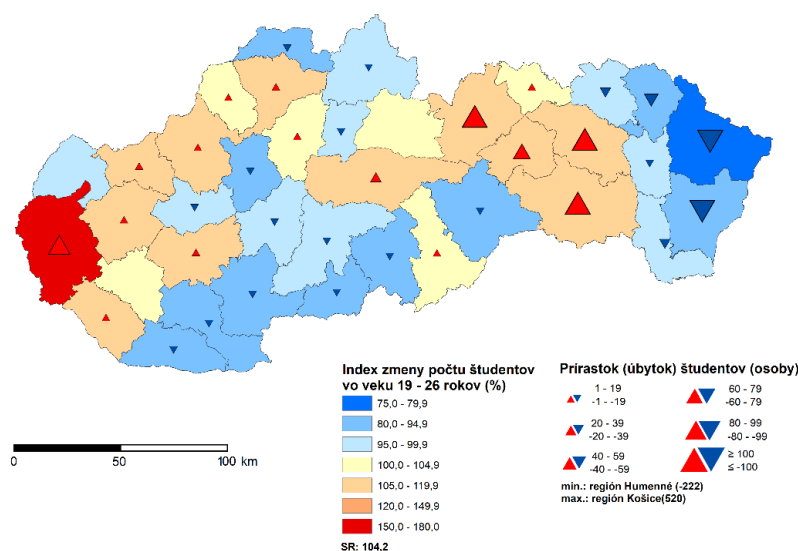 Index zmeny počtu študentov
vo veku 19 - 26 rokov (%)
75,0 - 79,9
80,0 - 94,9
95,0 - 99,9
100,0 - 104,9
105,0 - 119,9
120,0 - 149,9
150,0 - 180,0
SR: 104.2
Prírastok (úbytok) študentov (osoby)
1 - 19
-1 - -19
20 - 39
-20 - -39
40 - 59
-40 - -59
60 - 79
-60 - 79
80 - 99
-80 - -99
≥ 100
≤ -100
min.: región Humenné (-222)
max.: región Košice(520)
0 50 100 km